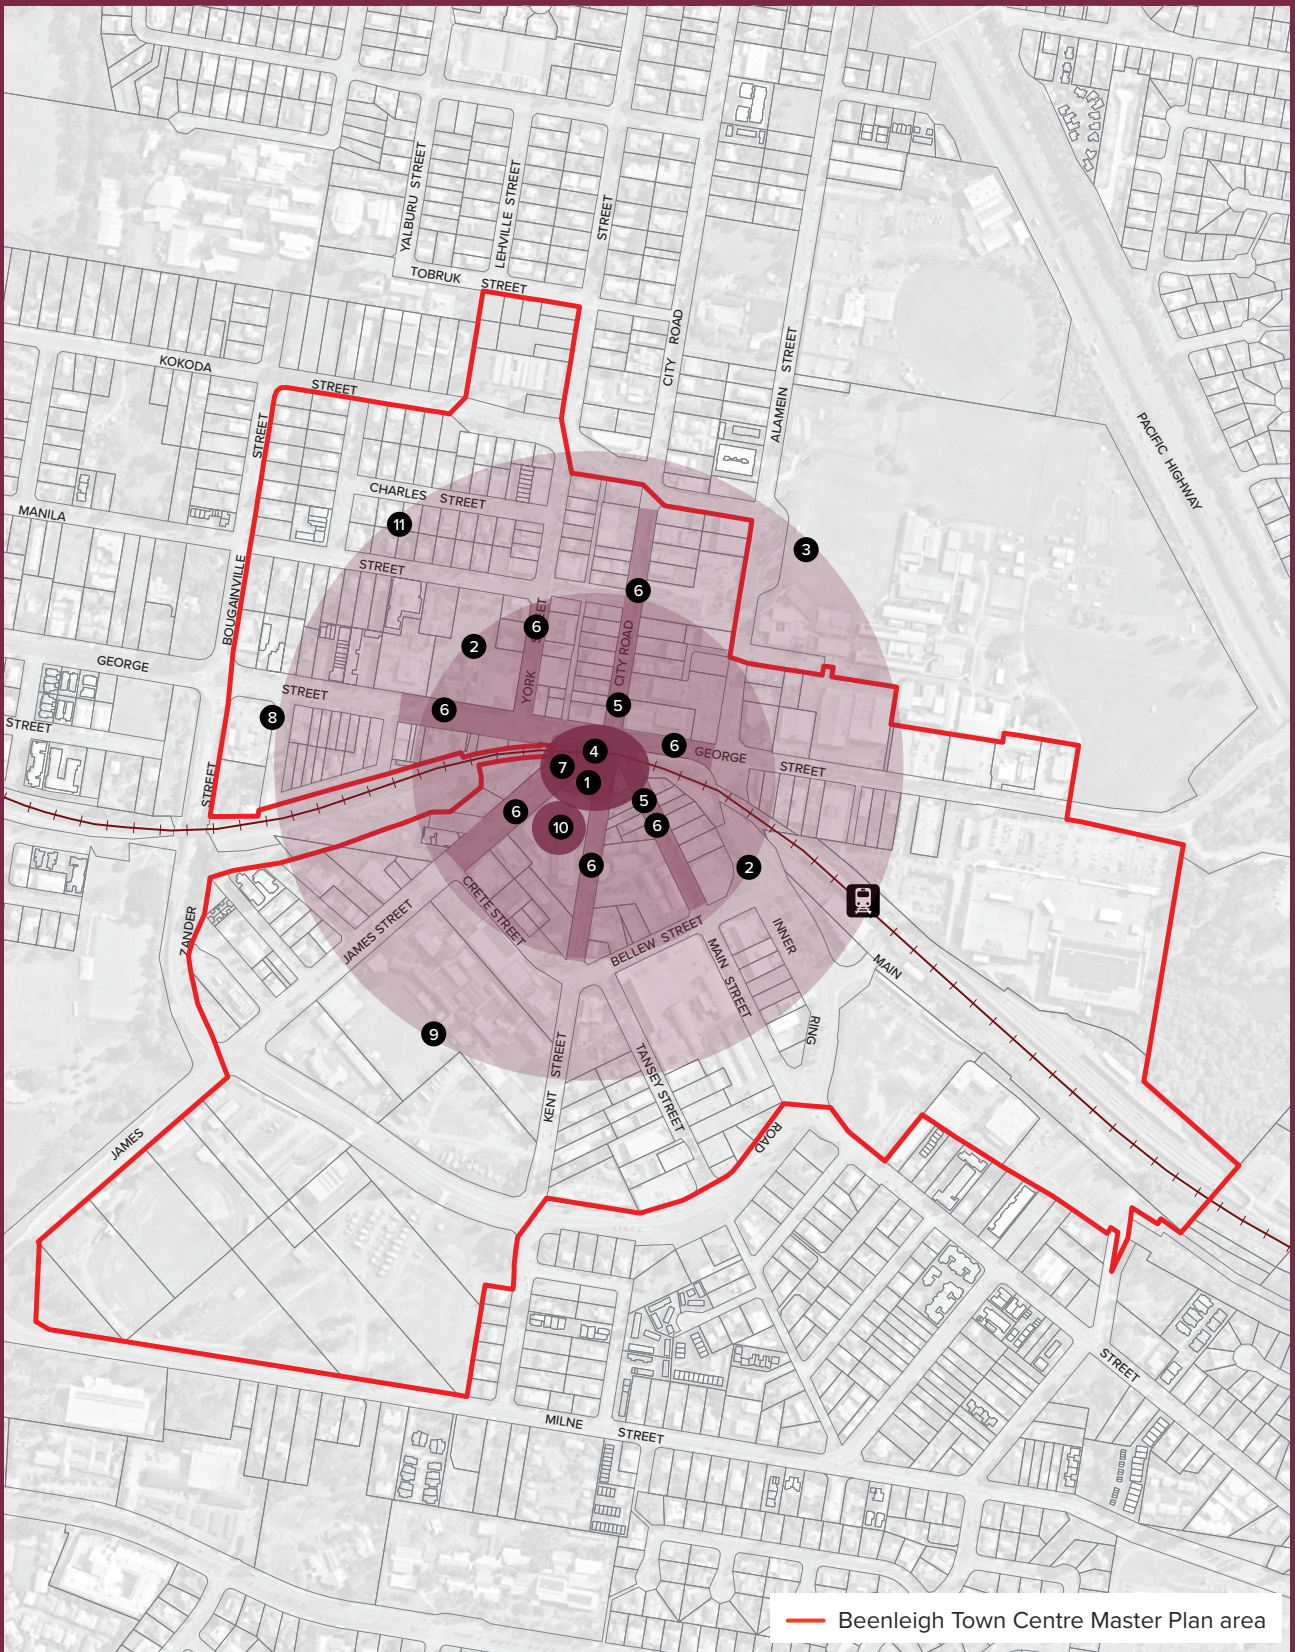 YALBURU STREET
LEHVILLE STREET
STREET
TOBRUK STREET
CITY ROAD
ALAMEIN STREET
PACIFIC HIGHWAY
KOKODA STREET
STREET
CHARLES STREET
11
MANILA STREET
3
BOUGAINVILLE STREET
6
6
2
CITY ROAD
YORK
GEORGE STREET
8
6
5
6
GEORGE STREET
STREET
4
7
1
5
6
6
10
6
2
ZANDER
JAMES STREET
CRETE STREET
BELLEW STREET
MAIN STREET
INNER
RING
ROAD
MAIN
STREET
9
KENT STREET
TANSEY STREET
JAMES
MILNE STREET
Beenleigh Town Centre Master Plan area